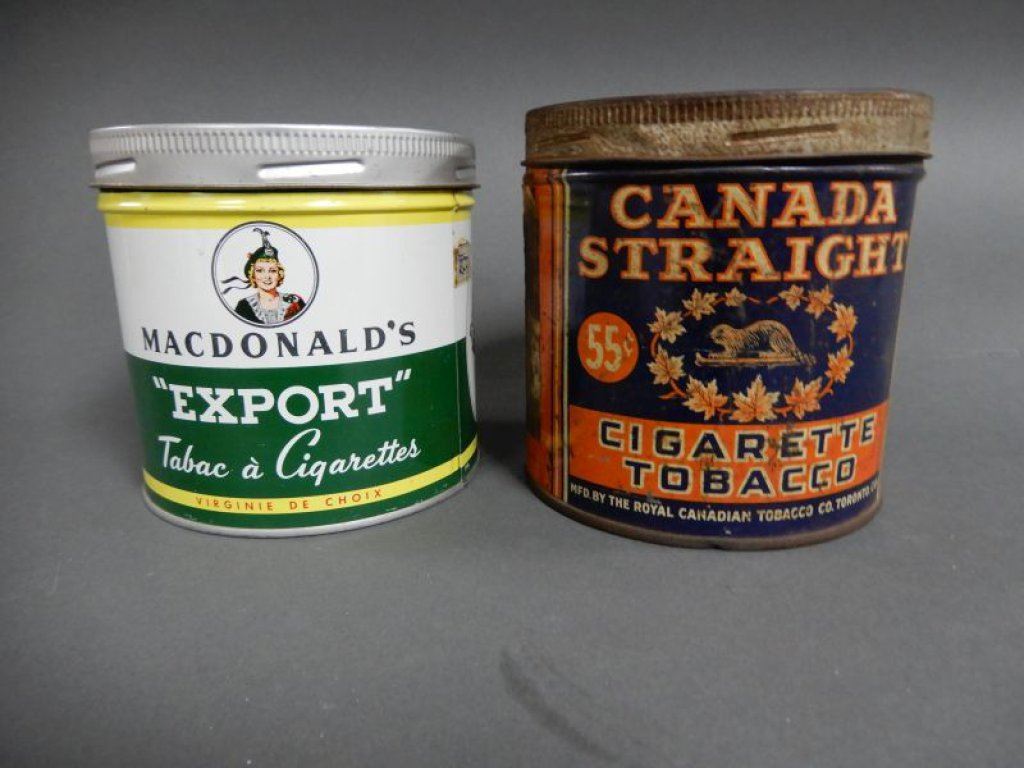 MACDONALD'S
"EXPORT"
Tabac à Cigarettes
VIRGINIE DE CHOIX
CANADA
STRAIGHT
55¢
CIGARETTE
TOBACCO
MFD. BY THE ROYAL CANADIAN TOBACCO CO. TORONTO